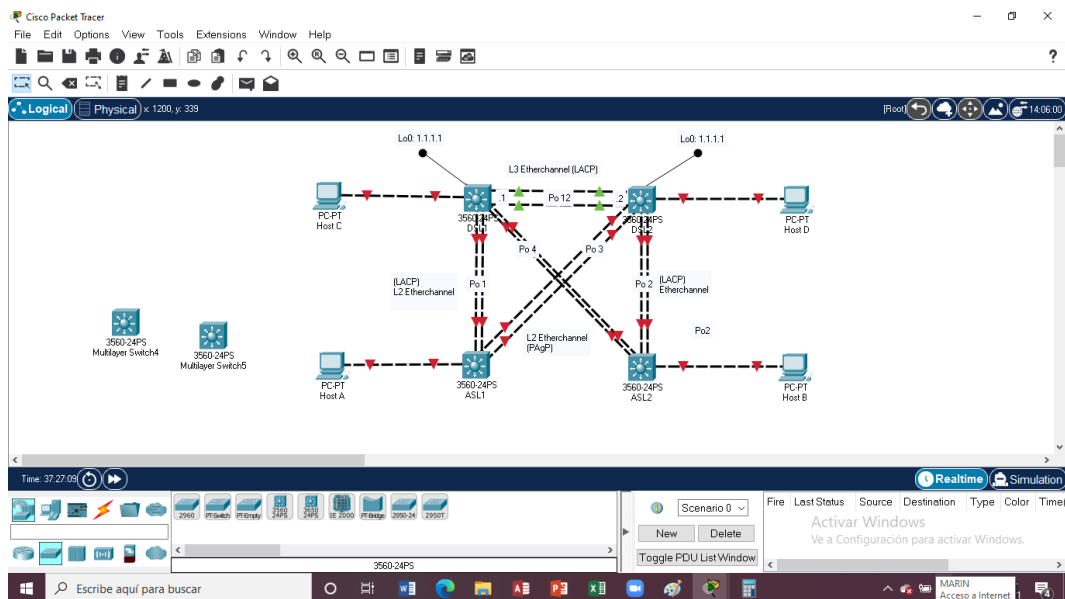 Cisco Packet Tracer
File Edit Options View Tools Extensions Window Help
?
Logical Physical x: 1200, y: 339 [Root] 14:06:00
Lo0: 1.1.1.1 Lo0: 1.1.1.1
L3 Etherchannel (LACP)
.1 Po 12 .2
PC-PT
Host C
3560-24PS
DSL1
3560-24PS
DSL2
PC-PT
Host D
Po 4 Po 3
(LACP)
L2 Etherchannel
Po 1
Po 2
(LACP)
Etherchannel
Po2
L2 Etherchannel
(PAgP)
3560-24PS
Multilayer Switch4
3560-24PS
Multilayer Switch5
PC-PT
Host A
3560-24PS
ASL1
3560-24PS
ASL2
PC-PT
Host B
Time: 37:27:09 Realtime Simulation
2960 PT-Switch PT-Empty 3560 24PS 3650 24PS IE 2000 PT-Bridge 2950-24 2950T
3560-24PS
Scenario 0
New Delete
Toggle PDU List Window
Fire Last Status Source Destination Type Color Time(
Activar Windows
Ve a Configuración para activar Windows.
Escribe aquí para buscar
MARIN
Acceso a Internet